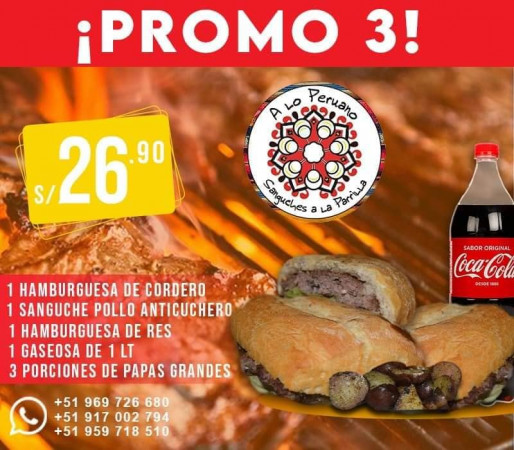 ¡PROMO 3!
A Lo Peruano
Sanguches a la Parrilla
S/26.90
SABOR ORIGINAL
Coca-Cola
DESDE 1886
1 HAMBURGUESA DE CORDERO
1 SANGUCHE POLLO ANTICUCHERO
1 HAMBURGUESA DE RES
1 GASEOSA DE 1 LT
3 PORCIONES DE PAPAS GRANDES
+51 969 726 680
+51 917 002 794
+51 959 718 510